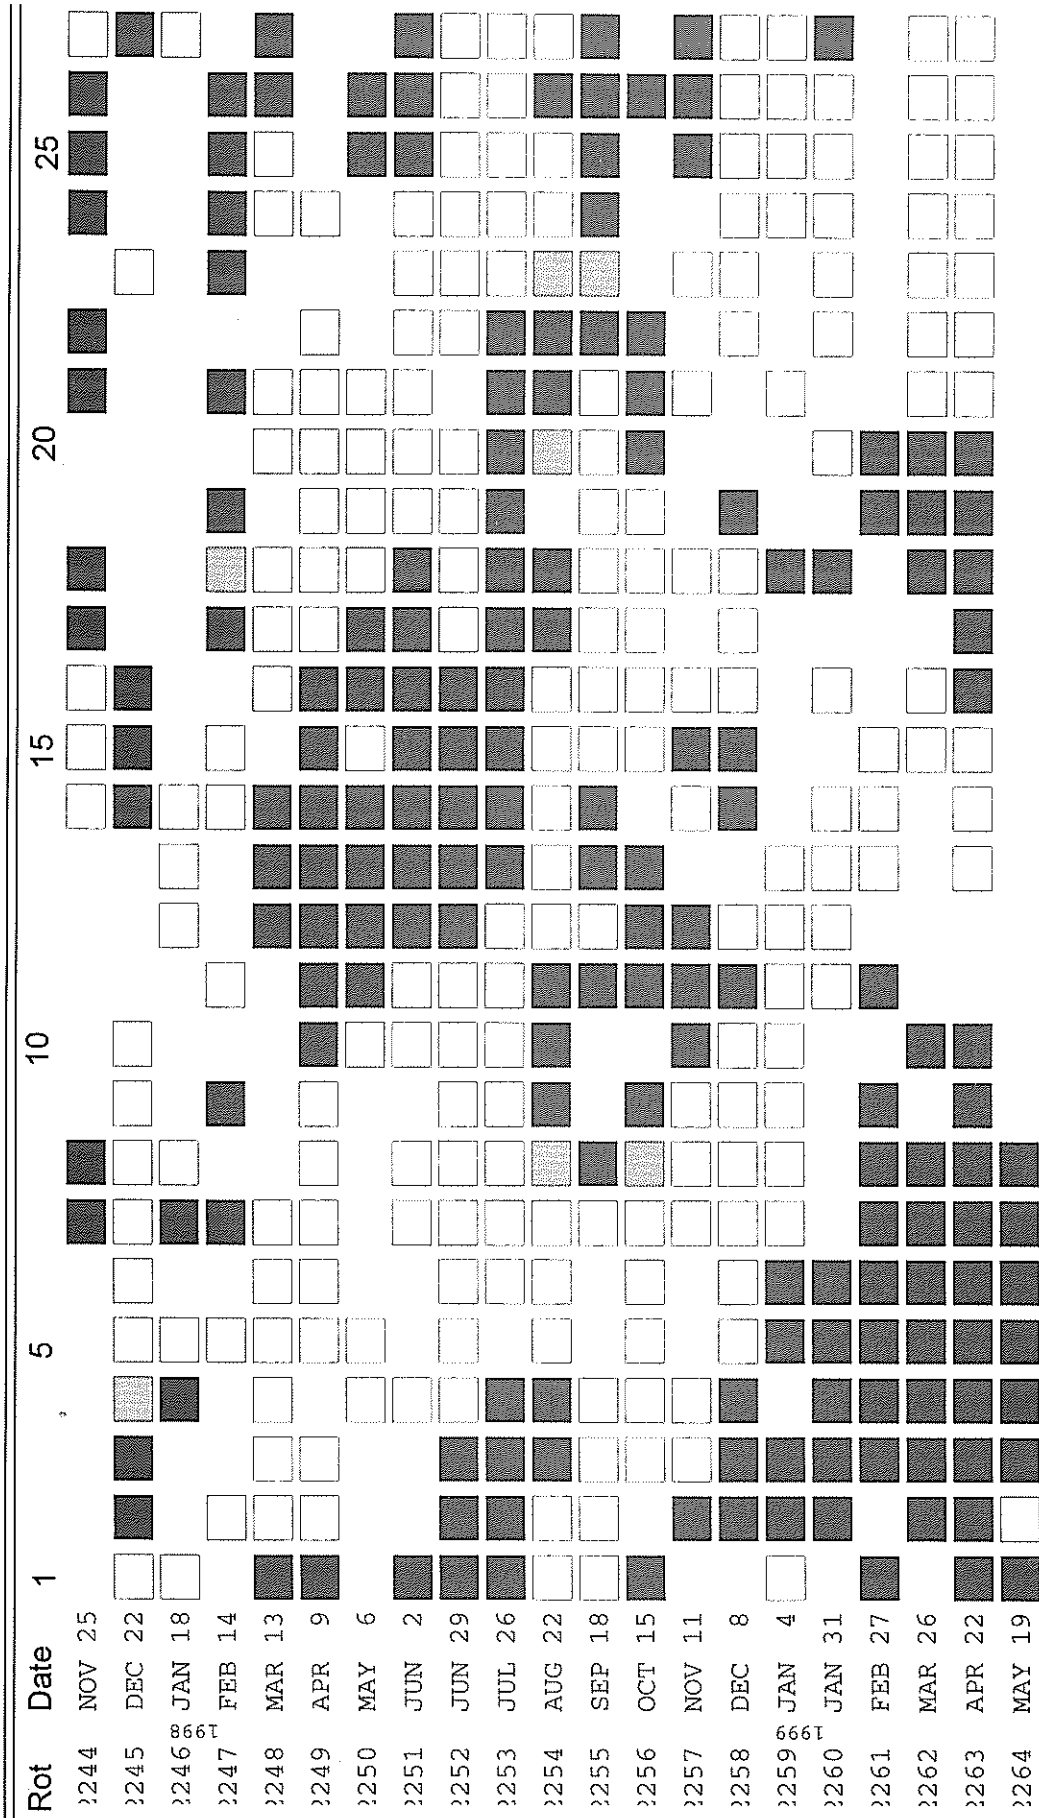 Rot Date 1 5 10 15 20 25
2244 NOV 25
2245 DEC 22
2246 JAN 18
1998
2247 FEB 14
2248 MAR 13
2249 APR 9
2250 MAY 6
2251 JUN 2
2252 JUN 29
2253 JUL 26
2254 AUG 22
2255 SEP 18
2256 OCT 15
2257 NOV 11
2258 DEC 8
2259 JAN 4
1999
2260 JAN 31
2261 FEB 27
2262 MAR 26
2263 APR 22
2264 MAY 19